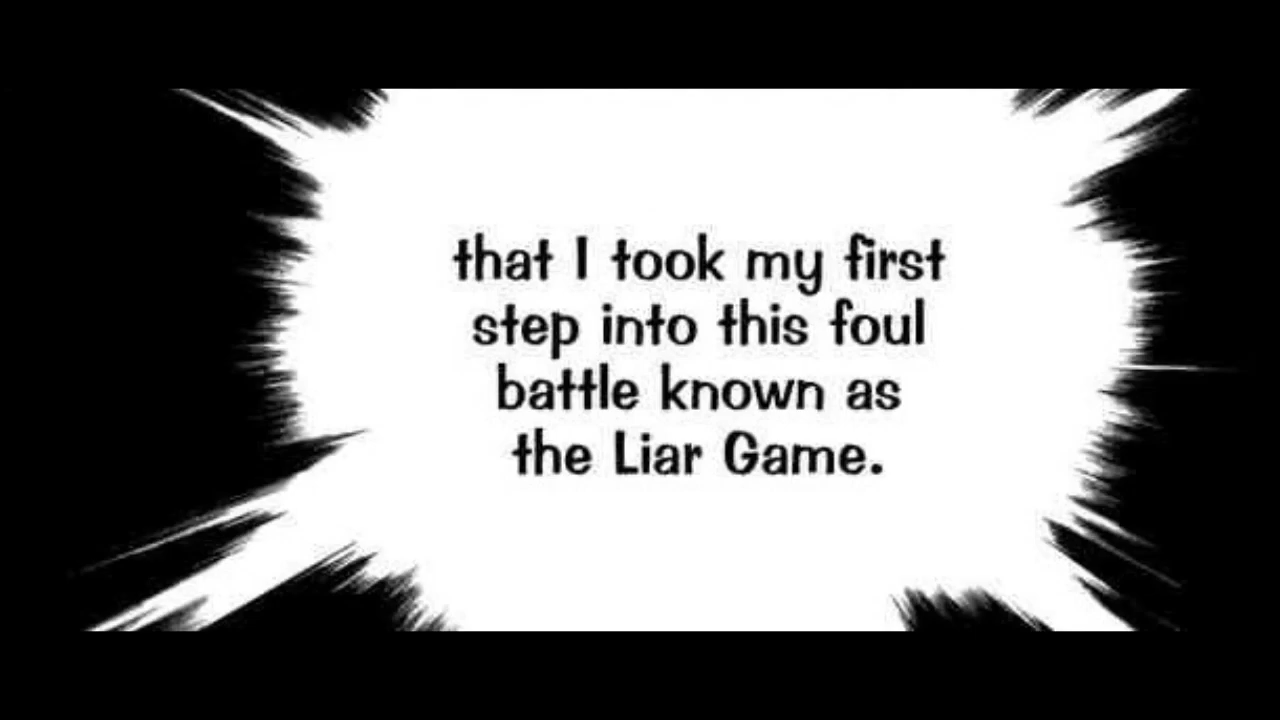 that I took my first
step into this foul
battle known as
the Liar Game.